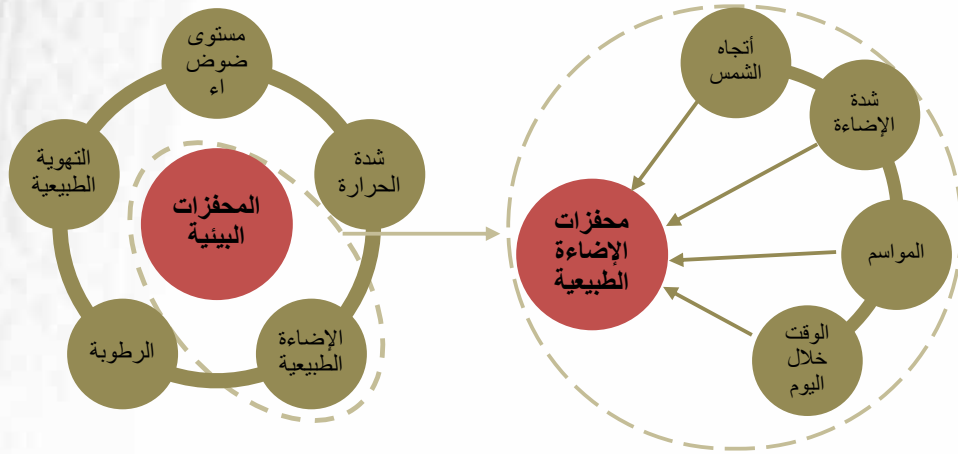 مستوى
ضوض
اء
شدة
الحرارة
الإضاءة
الطبيعية
الرطوبة
التهوية
الطبيعية
المحفزات
البيئية
أتجاه
الشمس
شدة
الإضاءة
المواسم
الوقت
خلال
اليوم
محفزات
الإضاءة
الطبيعية